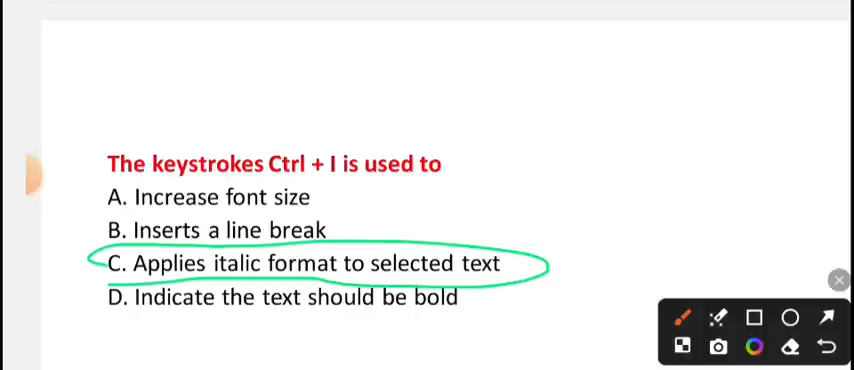 The keystrokes Ctrl + I is used to
A. Increase font size
B. Inserts a line break
C. Applies italic format to selected text
D. Indicate the text should be bold